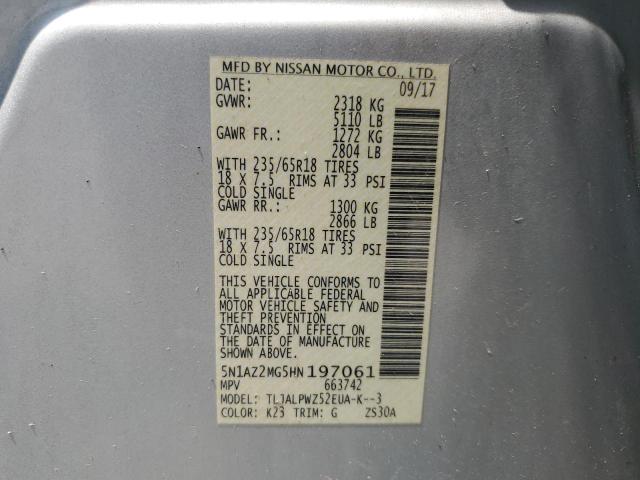 MFD BY NISSAN MOTOR CO., LTD.
DATE: 09/17
GVWR: 2318 KG
5110 LB
GAWR FR.: 1272 KG
2804 LB
WITH 235/65R18 TIRES
18 X 7.5 RIMS AT 33 PSI
COLD SINGLE
GAWR RR.: 1300 KG
2866 LB
WITH 235/65R18 TIRES
18 X 7.5 RIMS AT 33 PSI
COLD SINGLE
THIS VEHICLE CONFORMS TO
ALL APPLICABLE FEDERAL
MOTOR VEHICLE SAFETY AND
THEFT PREVENTION
STANDARDS IN EFFECT ON
THE DATE OF MANUFACTURE
SHOWN ABOVE.
5N1AZ2MG5HN197061
MPV 663742
MODEL: TLJALPWZ52EUA-K--3
COLOR: K23 TRIM: G ZS30A